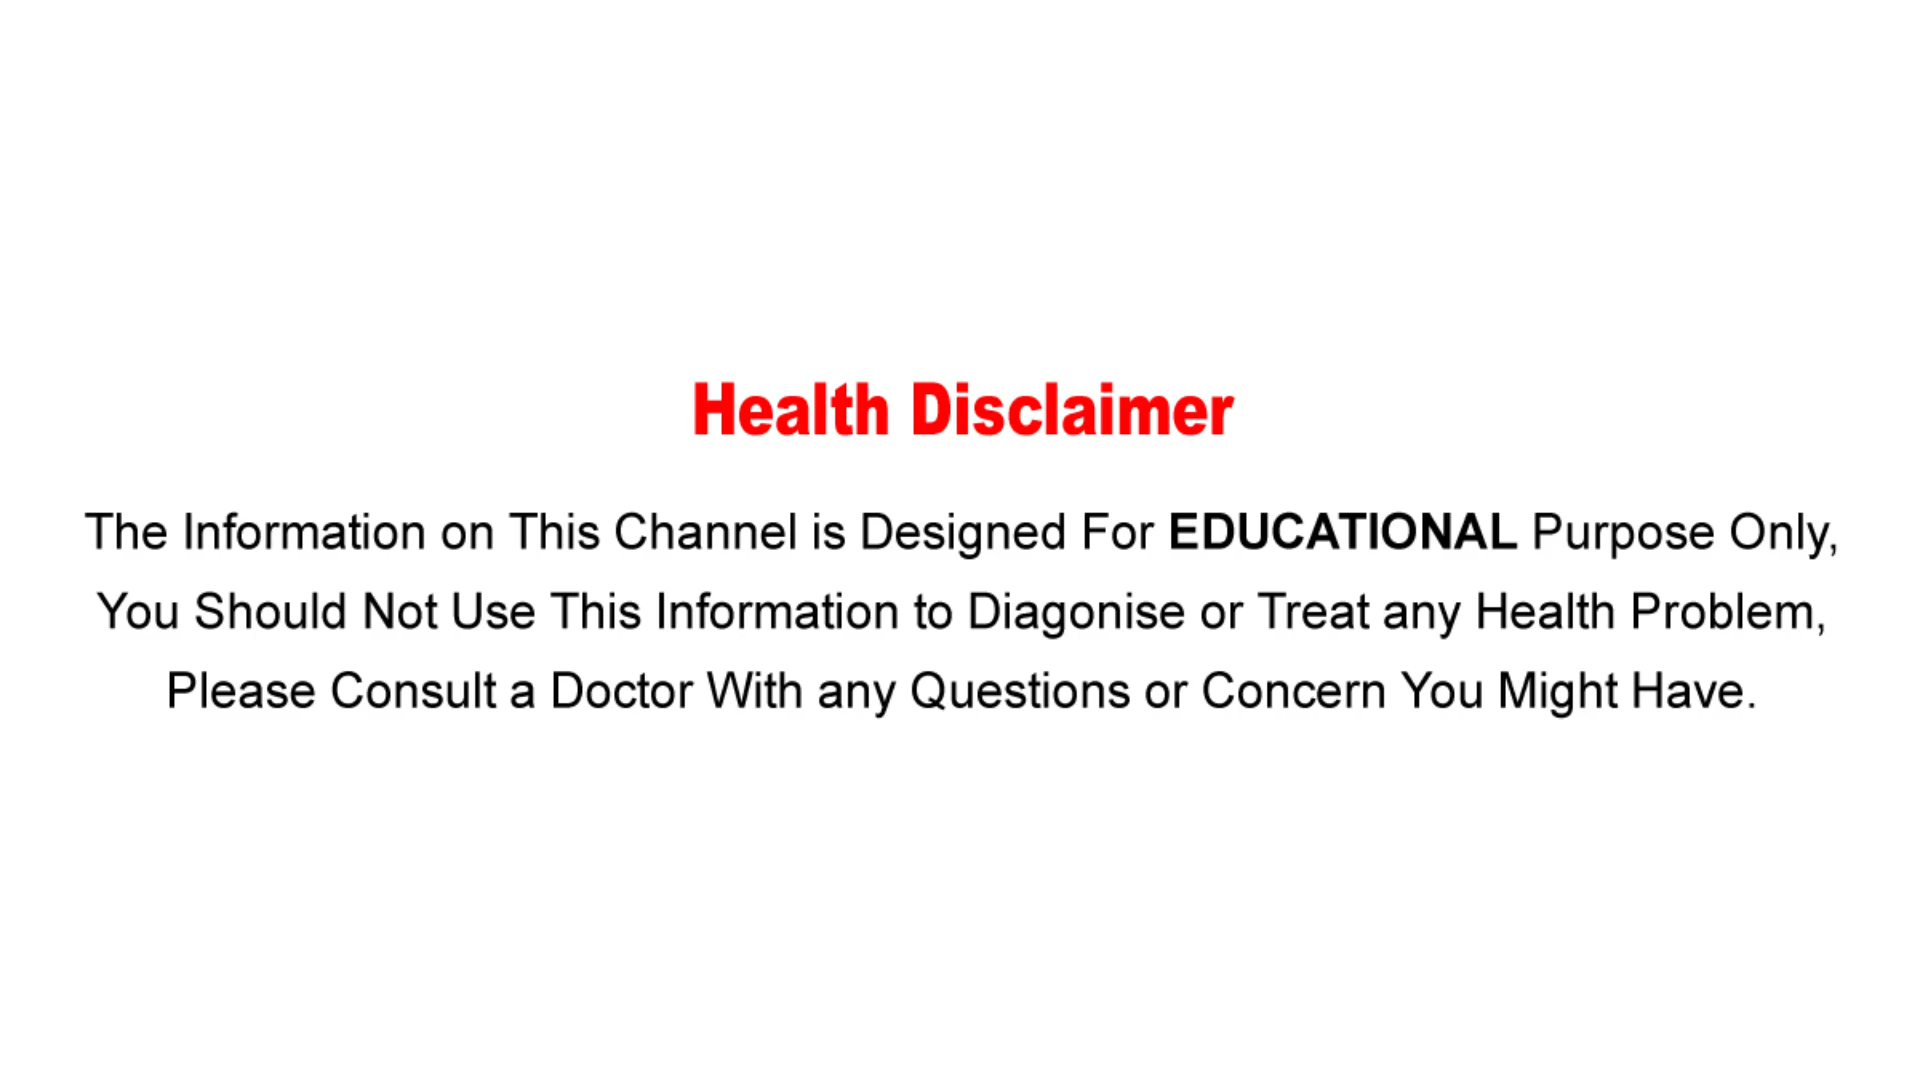 Health Disclaimer
The Information on This Channel is Designed For EDUCATIONAL Purpose Only,
You Should Not Use This Information to Diagonise or Treat any Health Problem,
Please Consult a Doctor With any Questions or Concern You Might Have.